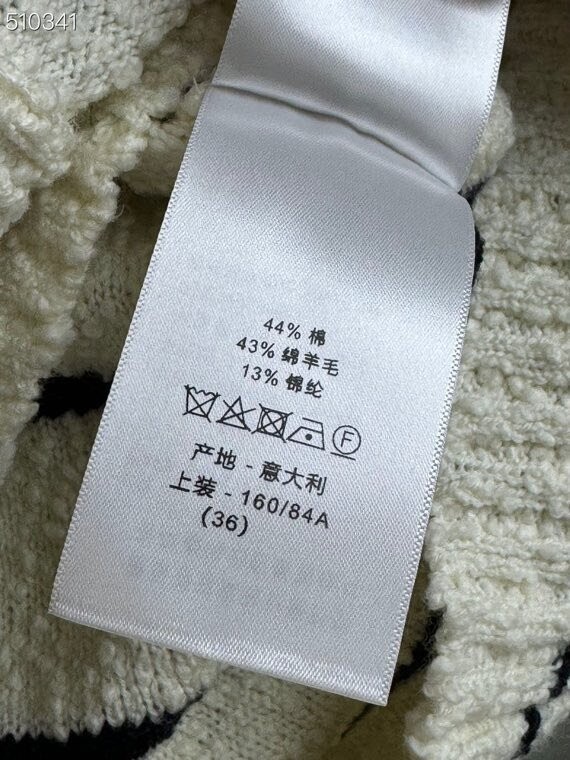 510341
44% 棉
43% 绵羊毛
13% 锦纶
F
产地 - 意大利
上装 - 160/84A
(36)